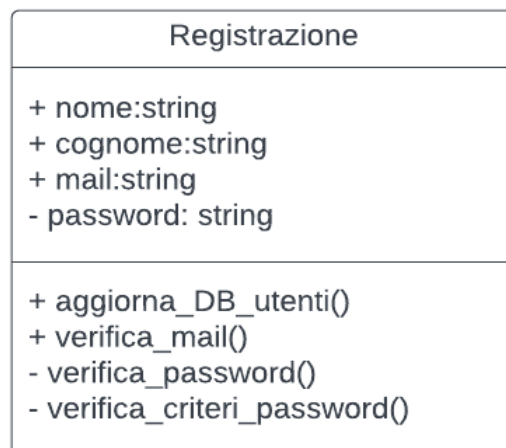 Registrazione
+ nome:string
+ cognome:string
+ mail:string
- password: string
+ aggiorna_DB_utenti()
+ verifica_mail()
- verifica_password()
- verifica_criteri_password()